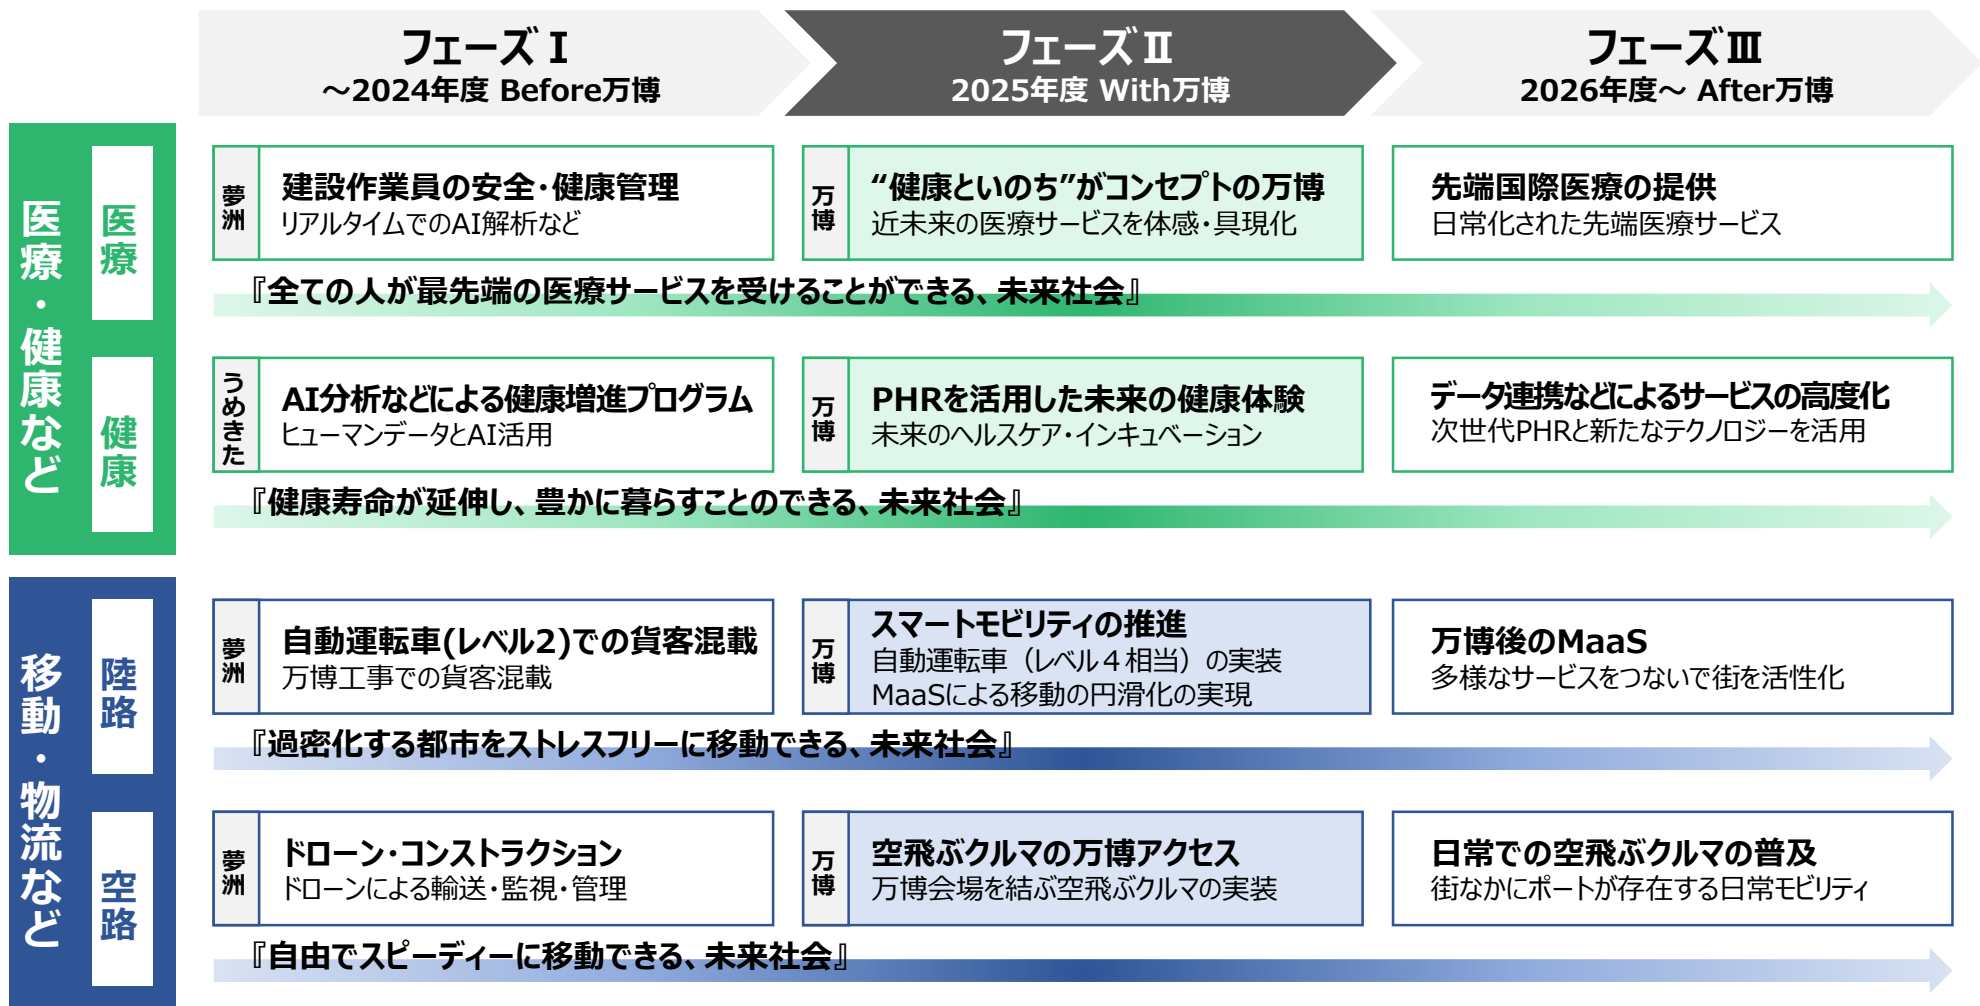 フェーズⅠ
～2024年度 Before万博
フェーズⅡ
2025年度 With万博
フェーズⅢ
2026年度～ After万博
医療・健康など
医療
夢洲
建設作業員の安全・健康管理
リアルタイムでのAI解析など
万博
“健康といのち”がコンセプトの万博
近未来の医療サービスを体感・具現化
先端国際医療の提供
日常化された先端医療サービス
『全ての人が最先端の医療サービスを受けることができる、未来社会』
健康
うめきた
AI分析などによる健康増進プログラム
ヒューマンデータとAI活用
万博
PHRを活用した未来の健康体験
未来のヘルスケア・インキュベーション
データ連携などによるサービスの高度化
次世代PHRと新たなテクノロジーを活用
『健康寿命が延伸し、豊かに暮らすことのできる、未来社会』
移動・物流など
陸路
夢洲
自動運転車(レベル2)での貨客混載
万博工事での貨客混載
万博
スマートモビリティの推進
自動運転車（レベル４相当）の実装
MaaSによる移動の円滑化の実現
万博後のMaaS
多様なサービスをつないで街を活性化
『過密化する都市をストレスフリーに移動できる、未来社会』
空路
夢洲
ドローン・コンストラクション
ドローンによる輸送・監視・管理
万博
空飛ぶクルマの万博アクセス
万博会場を結ぶ空飛ぶクルマの実装
日常での空飛ぶクルマの普及
街なかにポートが存在する日常モビリティ
『自由でスピーディーに移動できる、未来社会』